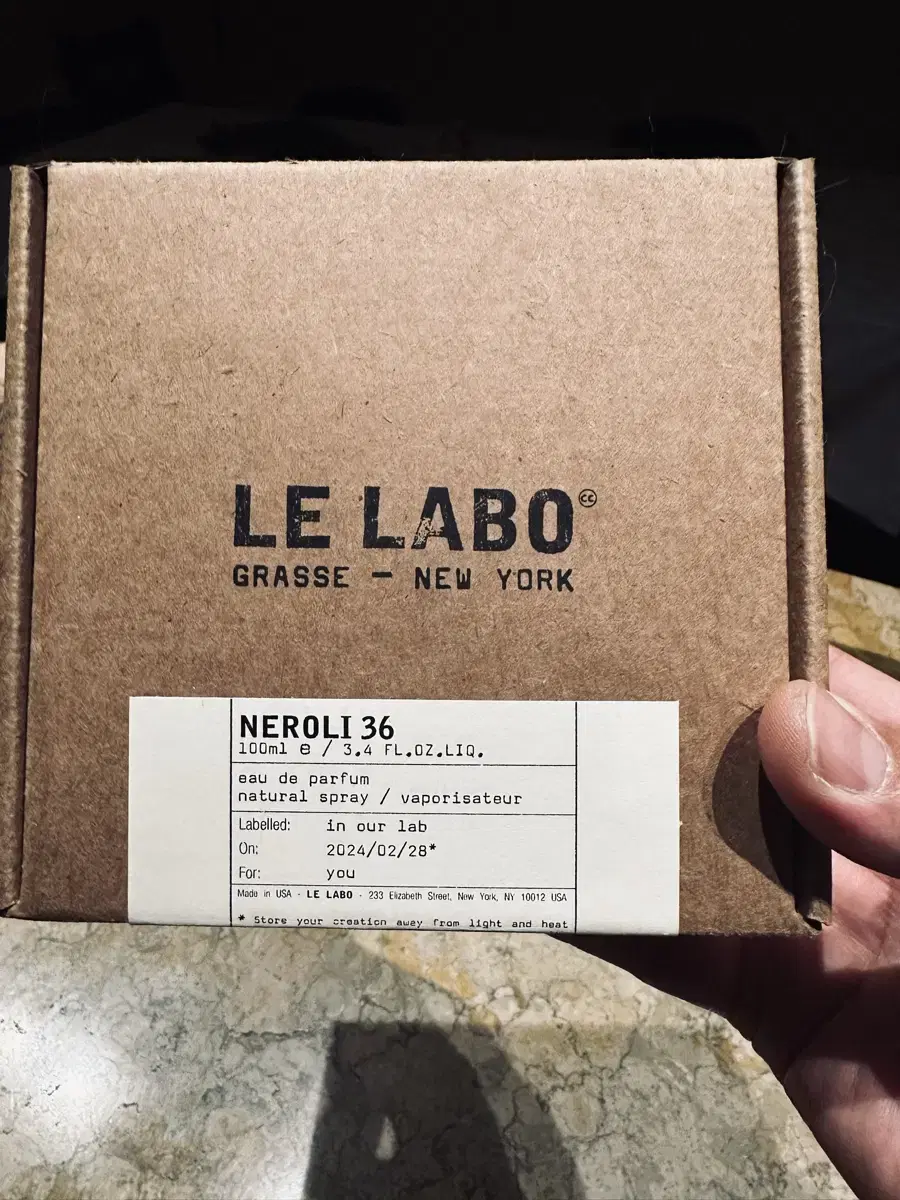 LE LABO
GRASSE — NEW YORK
NEROLI 36
100ml ℮ / 3.4 FL.OZ.LIQ.
eau de parfum
natural spray / vaporisateur
Labelled: in our lab
On: 2024/02/28*
For: you
Made in USA - LE LABO - 233 Elizabeth Street, New York, NY 10012 USA
* Store your creation away from light and heat